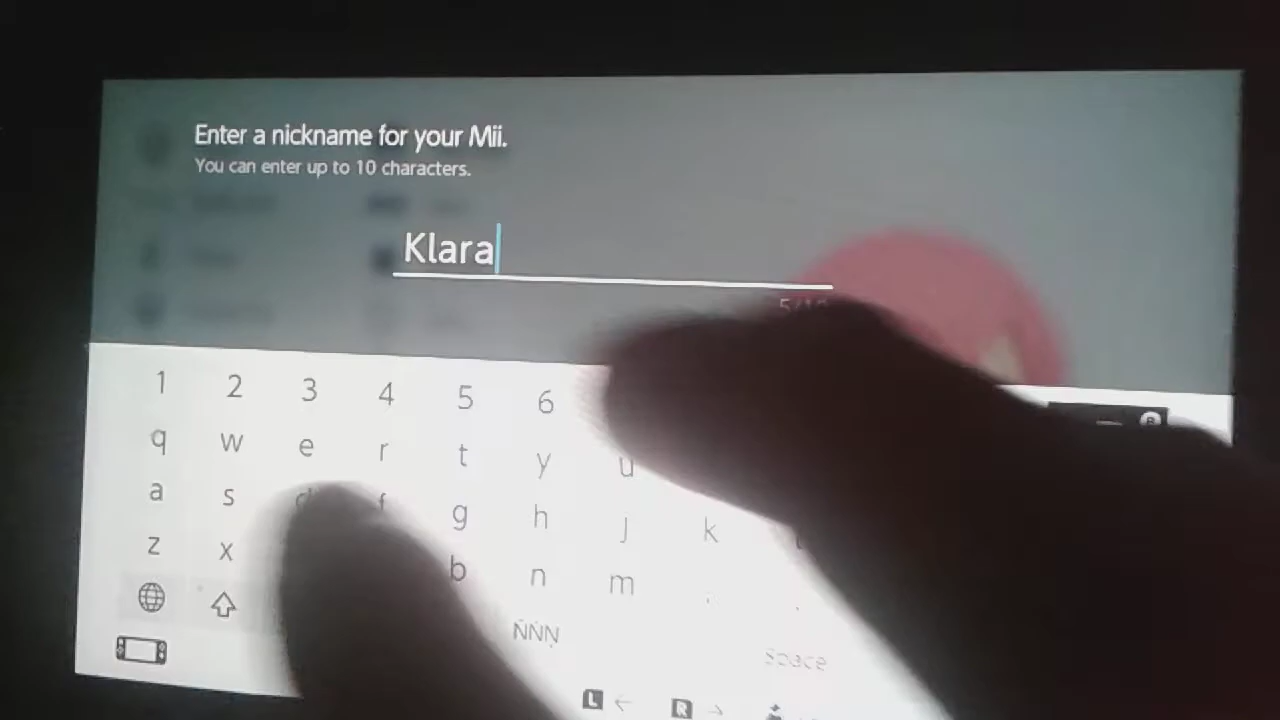 Enter a nickname for your Mii.
You can enter up to 10 characters.
Klara
1 2 3 4 5 6
q w e r t y u
a s d f g h j k
z x b n m
ÑÑŅ
Space
L ← R →